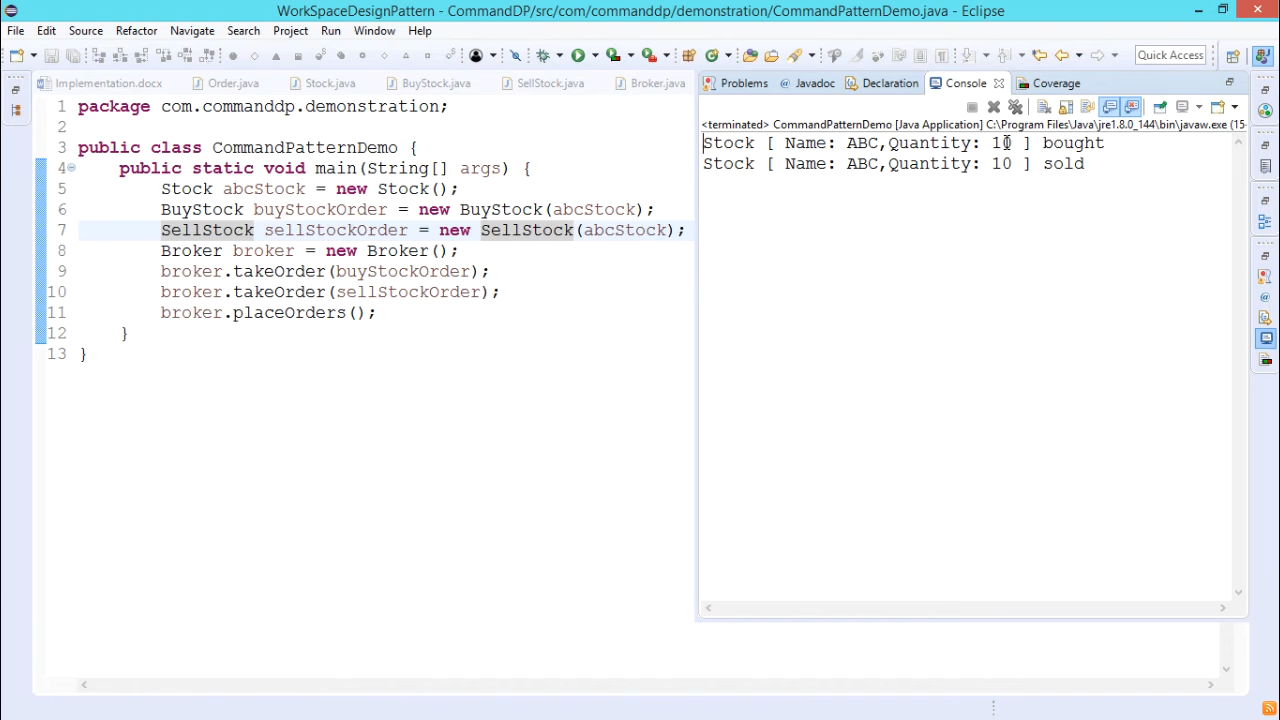 WorkSpaceDesignPattern - CommandDP/src/com/commanddp/demonstration/CommandPatternDemo.java - Eclipse
File Edit Source Refactor Navigate Search Project Run Window Help
Quick Access
Implementation.docx Order.java Stock.java BuyStock.java SellStock.java Broker.java
1 package com.commanddp.demonstration;
2
3 public class CommandPatternDemo {
4 public static void main(String[] args) {
5 Stock abcStock = new Stock();
6 BuyStock buyStockOrder = new BuyStock(abcStock);
7 SellStock sellStockOrder = new SellStock(abcStock);
8 Broker broker = new Broker();
9 broker.takeOrder(buyStockOrder);
10 broker.takeOrder(sellStockOrder);
11 broker.placeOrders();
12 }
13 }
Problems @ Javadoc Declaration Console Coverage
<terminated> CommandPatternDemo [Java Application] C:\Program Files\Java\jre1.8.0_144\bin\javaw.exe (15-
Stock [ Name: ABC,Quantity: 10 ] bought
Stock [ Name: ABC,Quantity: 10 ] sold